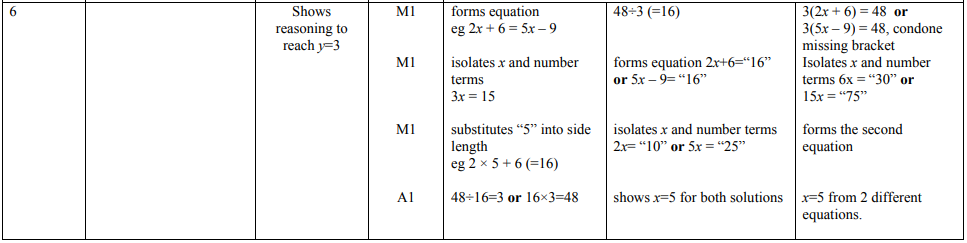 6
Shows
reasoning to
reach y=3
M1
forms equation
eg 2x + 6 = 5x – 9
48÷3 (=16)
3(2x + 6) = 48 or
3(5x – 9) = 48, condone
missing bracket
M1
isolates x and number
terms
3x = 15
forms equation 2x+6=“16”
or 5x – 9= “16”
Isolates x and number
terms 6x = “30” or
15x = “75”
M1
substitutes “5” into side
length
eg 2 × 5 + 6 (=16)
isolates x and number terms
2x= “10” or 5x = “25”
forms the second
equation
A1
48÷16=3 or 16×3=48
shows x=5 for both solutions
x=5 from 2 different
equations.